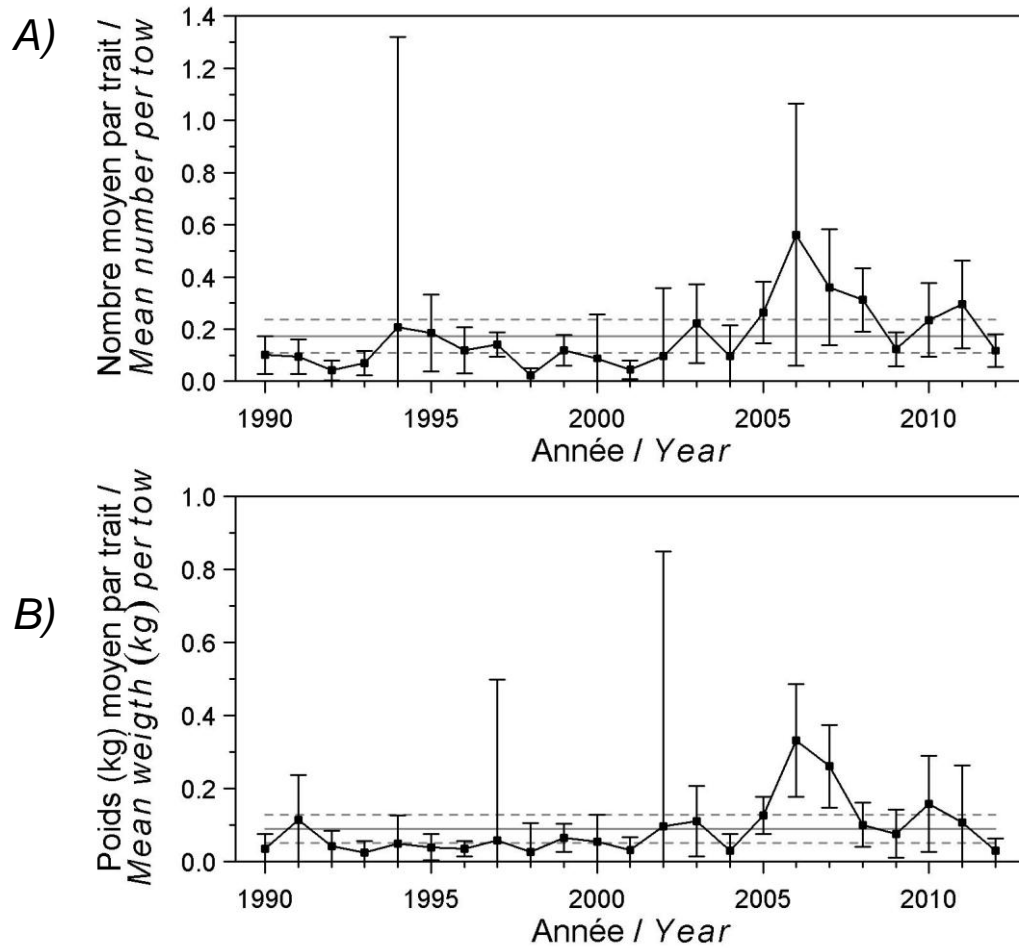 A)
Nombre moyen par trait /
Mean number per tow
1.4
1.2
1.0
0.8
0.6
0.4
0.2
0.0
1990 1995 2000 2005 2010
Année / Year
B)
Poids (kg) moyen par trait /
Mean weigth (kg) per tow
1.0
0.8
0.6
0.4
0.2
0.0
1990 1995 2000 2005 2010
Année / Year